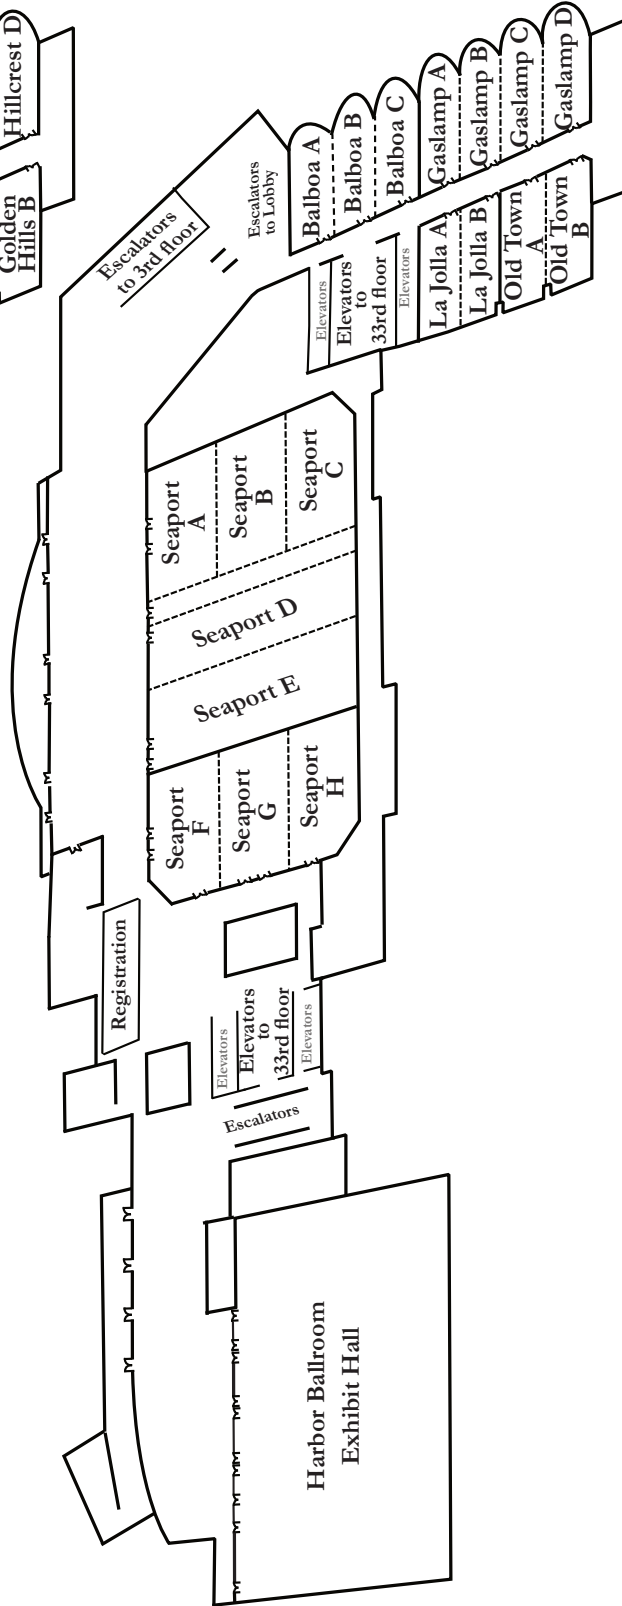 Hillcrest D
Golden
Hills B
Escalators
to 3rd floor
Escalators
to Lobby
Balboa A
Balboa B
Balboa C
Gaslamp A
Gaslamp B
Gaslamp C
Gaslamp D
Elevators
Elevators
to
33rd floor
Elevators
La Jolla A
La Jolla B
Old Town
A
Old Town
B
Seaport
A
Seaport
B
Seaport
C
Seaport D
Seaport E
Seaport
F
Seaport
G
Seaport
H
Registration
Elevators
Elevators
to
33rd floor
Elevators
Escalators
Harbor Ballroom
Exhibit Hall